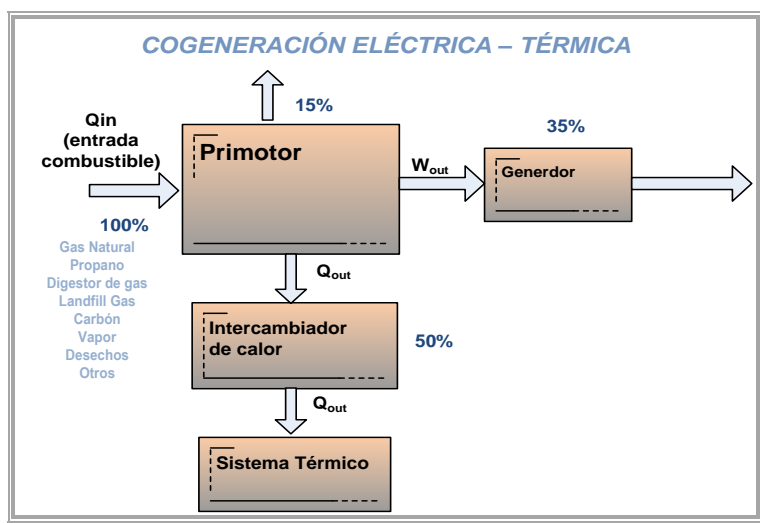 COGENERACIÓN ELÉCTRICA – TÉRMICA
15%
Qin
(entrada
combustible)
100%
Gas Natural
Propano
Digestor de gas
Landfill Gas
Carbón
Vapor
Desechos
Otros
Primotor
Wout
35%
Generdor
Qout
Intercambiador
de calor
50%
Qout
Sistema Térmico